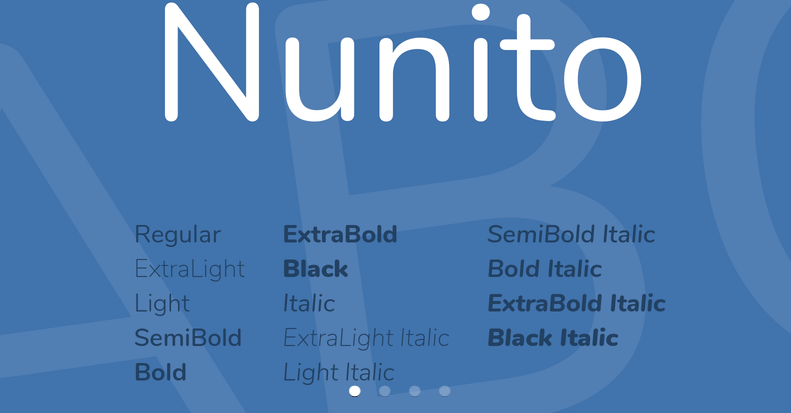 Nunito
Regular
ExtraLight
Light
SemiBold
Bold
ExtraBold
Black
Italic
ExtraLight Italic
Light Italic
SemiBold Italic
Bold Italic
ExtraBold Italic
Black Italic